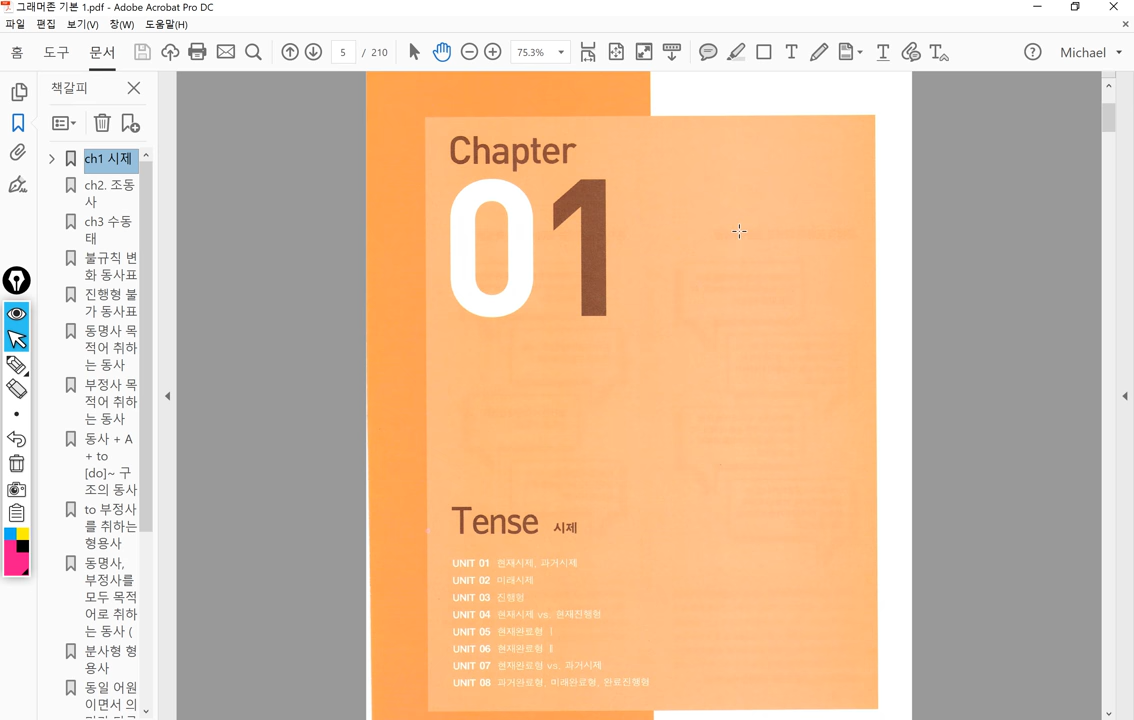 그래머존 기본 1.pdf - Adobe Acrobat Pro DC
파일 편집 보기(V) 창(W) 도움말(H)
홈 도구 문서 5 / 210 75.3% Michael
책갈피
ch1 시제
ch2. 조동
사
ch3 수동
태
불규칙 변
화 동사표
진행형 불
가 동사표
동명사 목
적어 취하
는 동사
부정사 목
적어 취하
는 동사
동사 + A
+ to
[do]~ 구
조의 동사
to 부정사
를 취하는
형용사
동명사,
부정사를
모두 목적
어로 취하
는 동사 (
분사형 형
용사
동일 어원
이면서 의
Chapter
01
Tense 시제
UNIT 01 현재시제, 과거시제
UNIT 02 미래시제
UNIT 03 진행형
UNIT 04 현재시제 vs. 현재진행형
UNIT 05 현재완료형 Ⅰ
UNIT 06 현재완료형 Ⅱ
UNIT 07 현재완료형 vs. 과거시제
UNIT 08 과거완료형, 미래완료형, 완료진행형